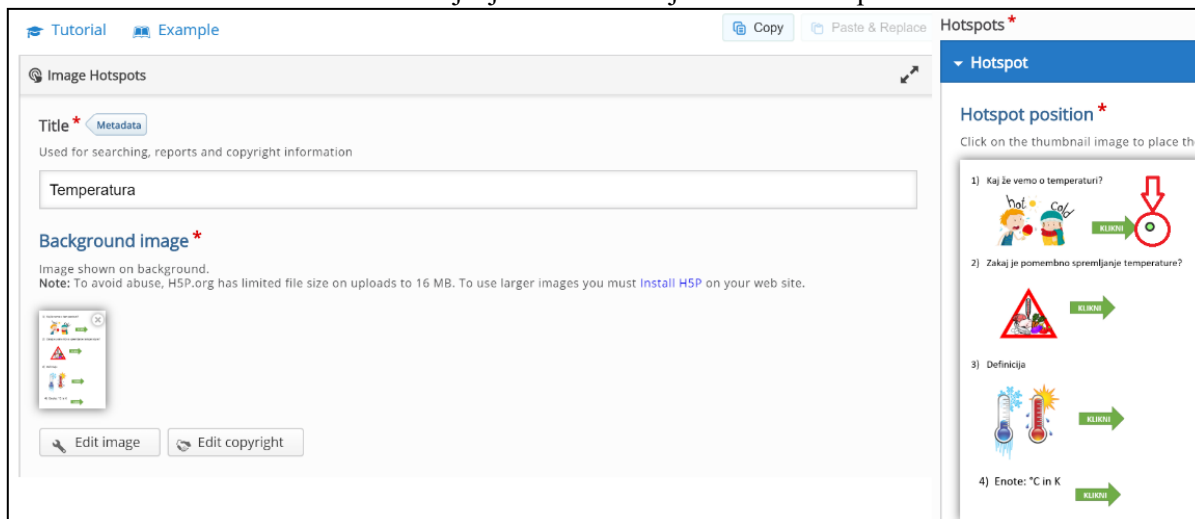 Tutorial Example Copy Paste & Replace
Image Hotspots
Title * Metadata
Used for searching, reports and copyright information
Temperatura
Background image *
Image shown on background.
Note: To avoid abuse, H5P.org has limited file size on uploads to 16 MB. To use larger images you must Install H5P on your web site.
Edit image Edit copyright
Hotspots *
Hotspot
Hotspot position *
Click on the thumbnail image to place th
1) Kaj že vemo o temperaturi?
hot cold
KLIKNI
2) Zakaj je pomembno spremljanje temperature?
KLIKNI
3) Definicija
KLIKNI
4) Enote: °C in K
KLIKNI